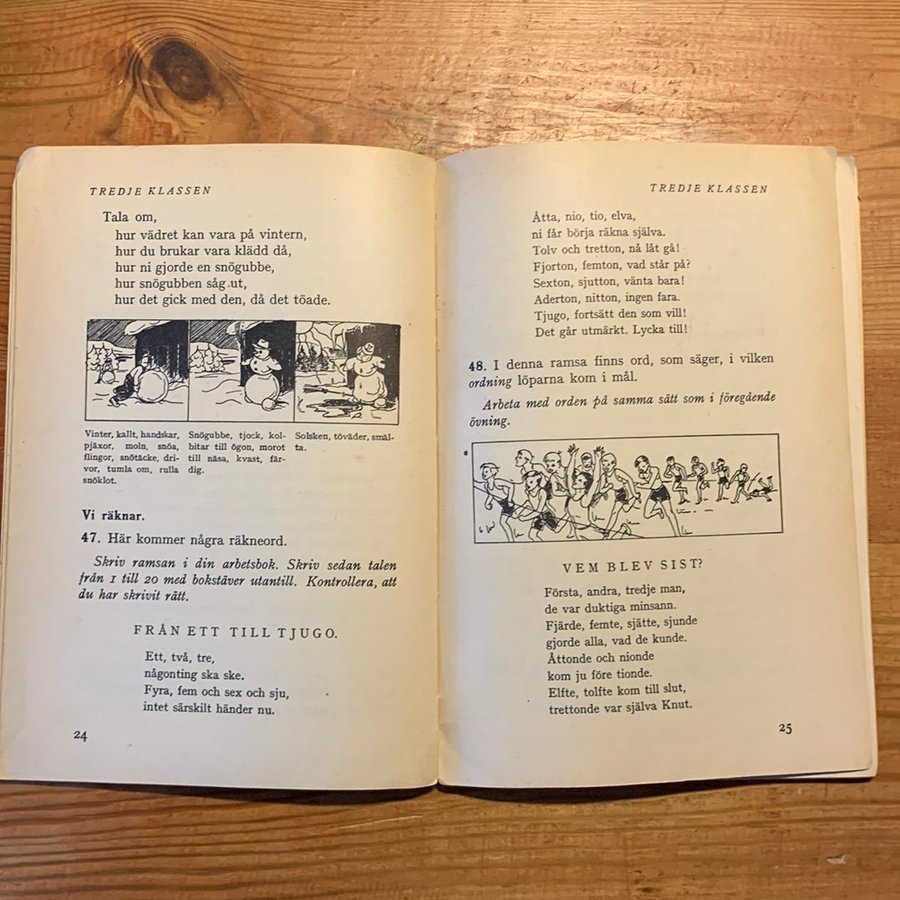 TREDJE KLASSEN
Tala om,
hur vädret kan vara på vintern,
hur du brukar vara klädd då,
hur ni gjorde en snögubbe,
hur snögubben såg ut,
hur det gick med den, då det töade.
Vinter, kallt, handskar,
pjäxor, moln, snöa,
flingor, snötäcke, dri-
vor, tumla om, rulla
snöklot.
Snögubbe, tjock, kol-
bitar till ögon, morot
till näsa, kvast, fär-
dig.
Solsken, töväder, smäl-
ta.
Vi räknar.
47. Här kommer några räkneord.
Skriv ramsan i din arbetsbok. Skriv sedan talen
från 1 till 20 med bokstäver utantill. Kontrollera, att
du har skrivit rätt.
FRÅN ETT TILL TJUGO.
Ett, två, tre,
någonting ska ske.
Fyra, fem och sex och sju,
intet särskilt händer nu.
24
TREDJE KLASSEN
Åtta, nio, tio, elva,
ni får börja räkna själva.
Tolv och tretton, nå låt gå!
Fjorton, femton, vad står på?
Sexton, sjutton, vänta bara!
Aderton, nitton, ingen fara.
Tjugo, fortsätt den som vill!
Det går utmärkt. Lycka till!
48. I denna ramsa finns ord, som säger, i vilken
ordning löparna kom i mål.
Arbeta med orden på samma sätt som i föregående
övning.
VEM BLEV SIST?
Första, andra, tredje man,
de var duktiga minsann.
Fjärde, femte, sjätte, sjunde
gjorde alla, vad de kunde.
Åttonde och nionde
kom ju före tionde.
Elfte, tolfte kom till slut,
trettonde var själva Knut.
25